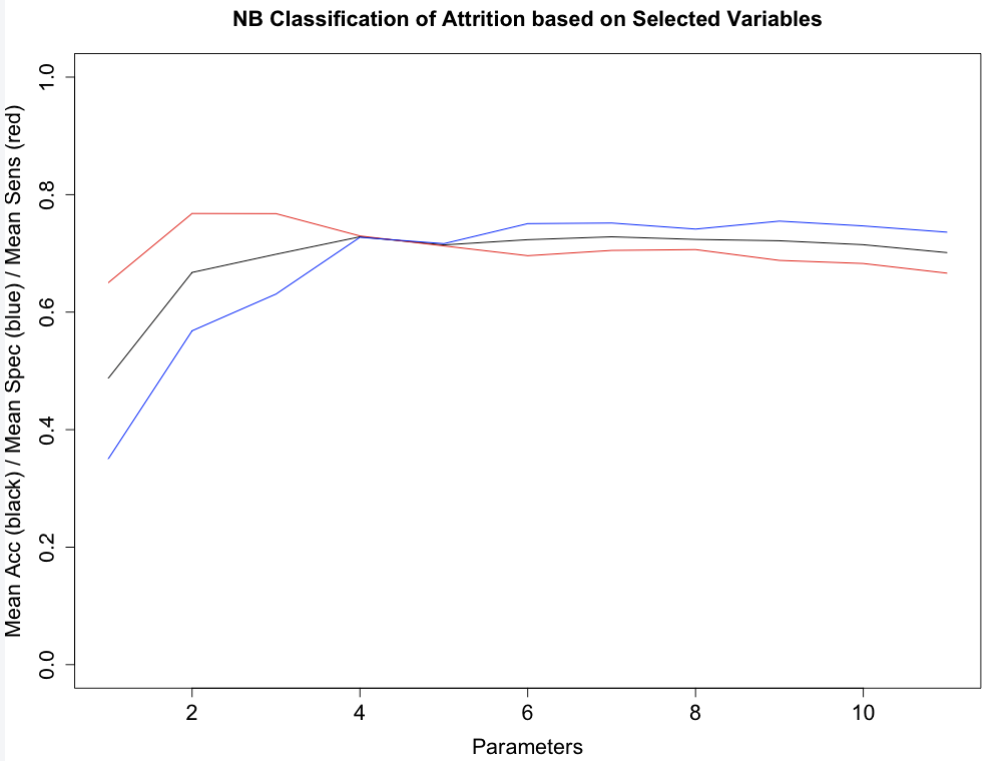 NB Classification of Attrition based on Selected Variables
Mean Acc (black) / Mean Spec (blue) / Mean Sens (red)
1.0
0.8
0.6
0.4
0.2
0.0
2 4 6 8 10
Parameters